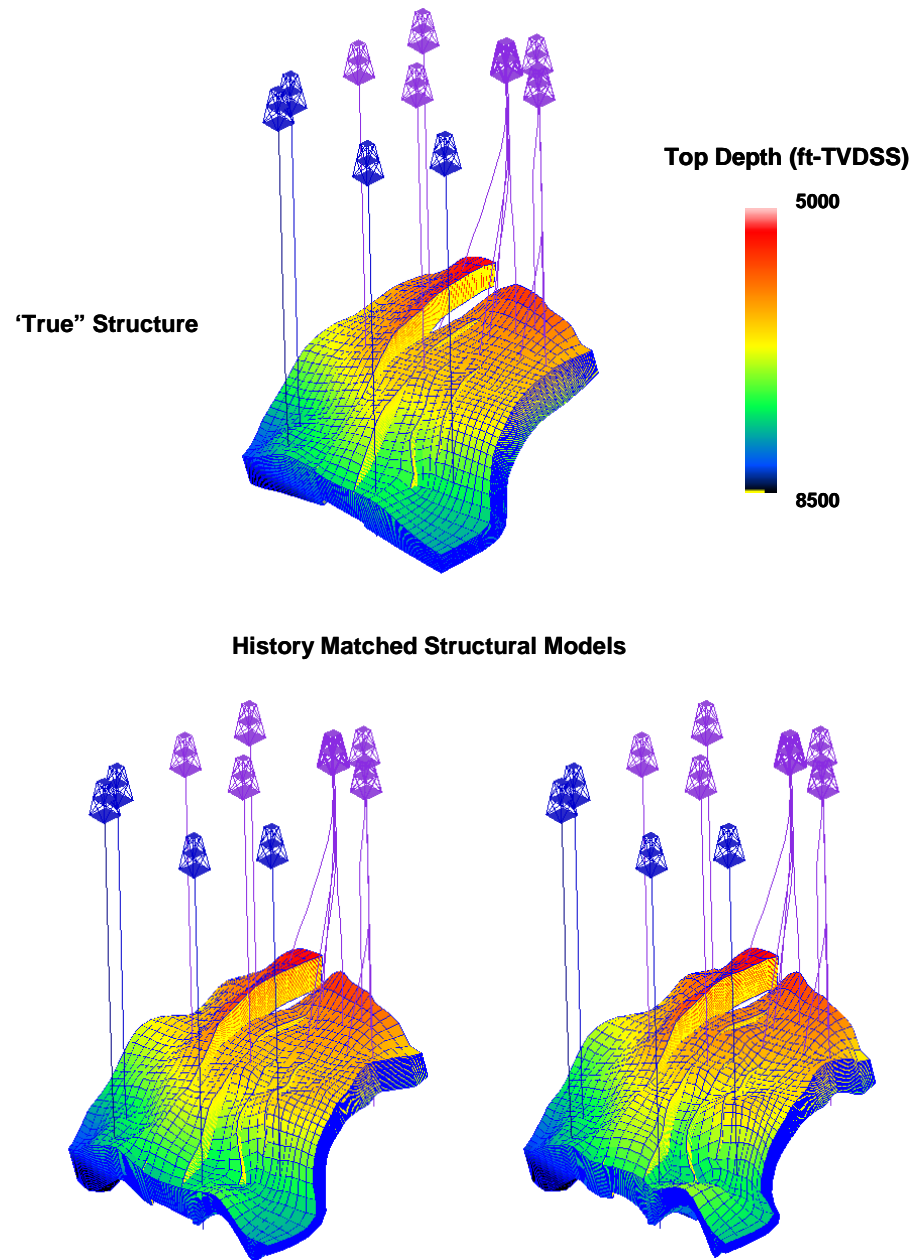 Top Depth (ft-TVDSS)
5000
‘True” Structure
8500
History Matched Structural Models